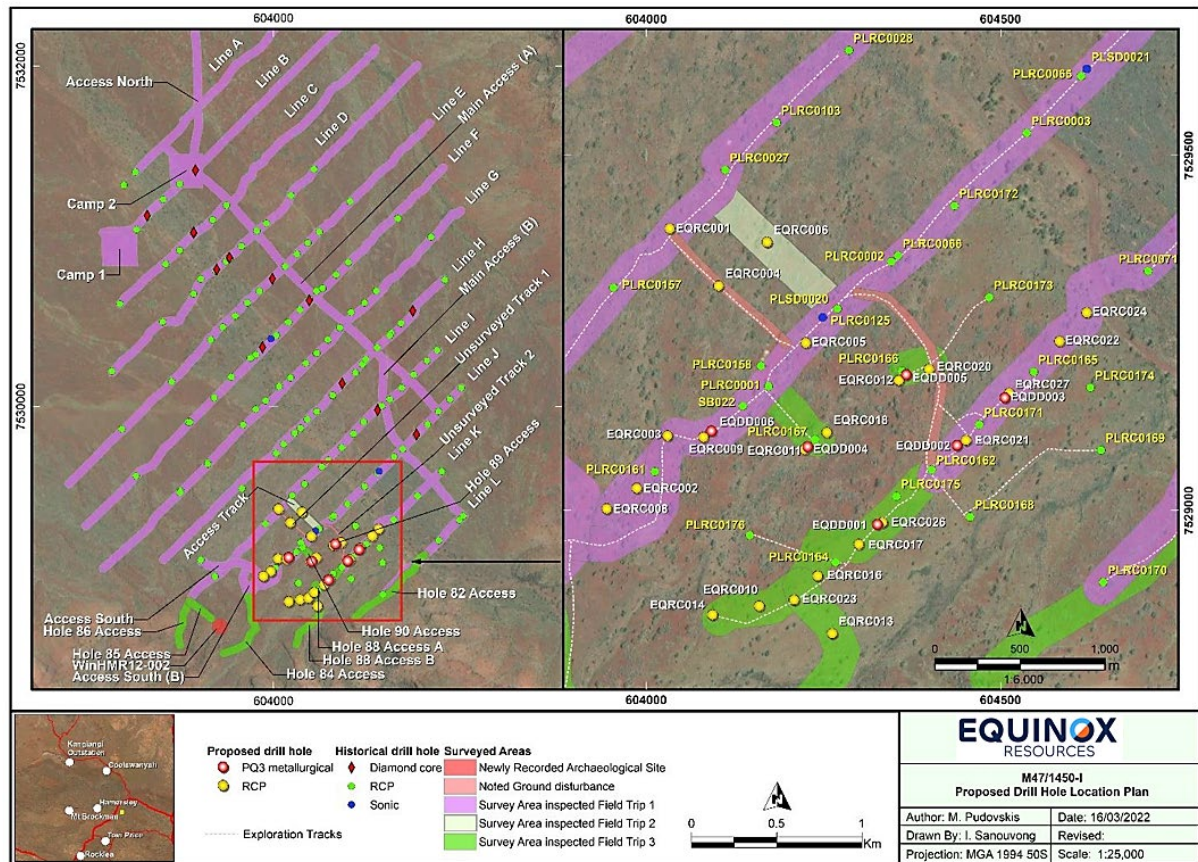 604000
604000
604500
7532000
7530000
Line A
Line B
Line C
Line D
Line E
Main Access (A)
Line F
Line G
Main Access (B)
Line H
Unsurveyed Track 1
Line I
Line J
Unsurveyed Track 2
Line K
Hole 89 Access
Line L
Access North
Camp 2
Camp 1
Access Track
Access South
Hole 86 Access
Hole 85 Access
WinHMR12-002
Access South (B)
Hole 84 Access
Hole 88 Access B
Hole 88 Access A
Hole 90 Access
Hole 82 Access
604000
PLRC0028
PLSD0021
PLRC0065
PLRC0103
PLRC0003
7529500
PLRC0027
PLRC0172
EQRC001
EQRC006
PLRC0066
PLRC0002
PLRC0071
EQRC004
PLRC0157
PLSD0020
PLRC0173
PLRC0125
EQRC024
EQRC005
EQRC022
PLRC0158
PLRC0166
EQRC020
PLRC0165
EQRC012
EQDD005
PLRC0001
EQRC027
PLRC0174
EQDD003
SB022
EQDD006
EQRC018
PLRC0171
EQRC003
PLRC0167
EQRC009
EQRC011
EQDD004
EQDD002
EQRC021
PLRC0169
PLRC0161
PLRC0162
EQRC002
PLRC0175
EQRC008
PLRC0168
7529000
PLRC0176
EQDD001
EQRC026
EQRC017
PLRC0164
EQRC016
PLRC0170
EQRC010
EQRC014
EQRC023
EQRC013
N
0 500 1,000
m
1:6.000
604000
604500
Kanjiangi
Outstation
Coolawanyah
Hamersley
Mt Brockman
Tom Price
Rocklea
Proposed drill hole
PQ3 metallurgical
RCP
Historical drill hole
Diamond core
RCP
Sonic
Surveyed Areas
Newly Recorded Archaeological Site
Noted Ground disturbance
Survey Area inspected Field Trip 1
Survey Area inspected Field Trip 2
Survey Area inspected Field Trip 3
Exploration Tracks
N
0 0.5 1
Km
EQUINOX
RESOURCES
M47/1450-I
Proposed Drill Hole Location Plan
Author: M. Pudovskis
Date: 16/03/2022
Drawn By: I. Sanouvong
Revised:
Projection: MGA 1994 50S
Scale: 1:25,000